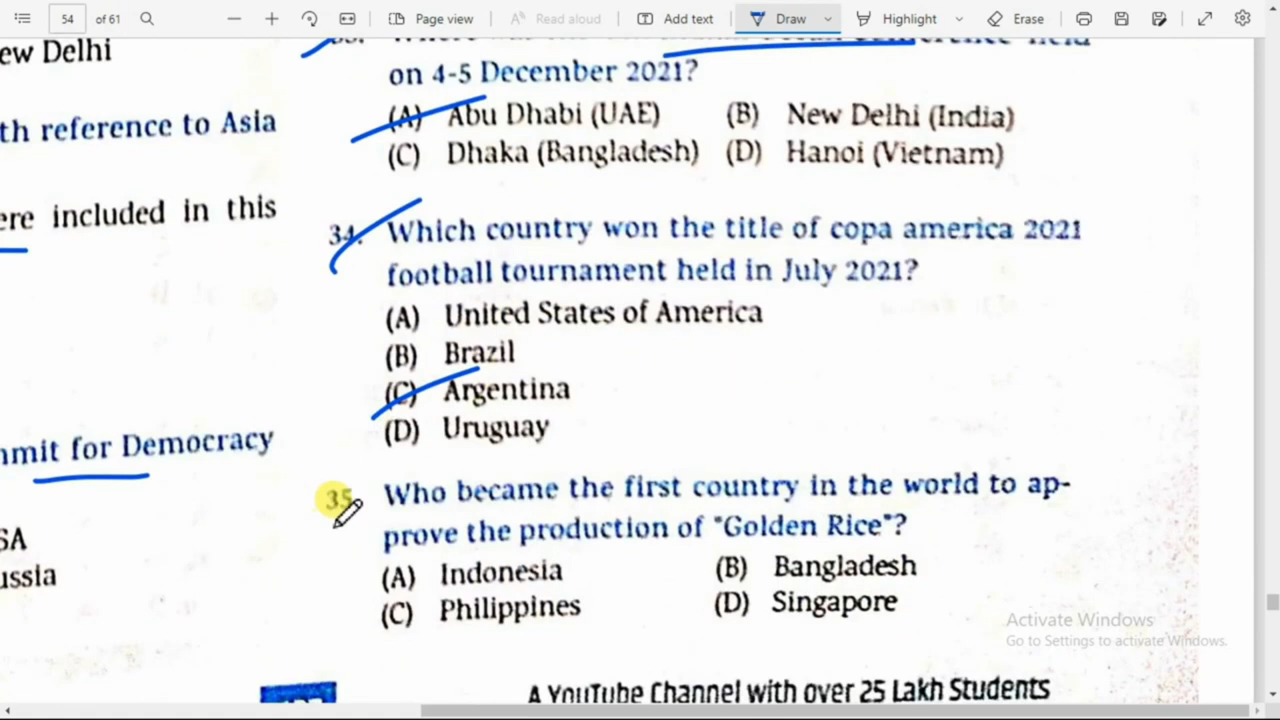 54 of 61
Page view
Read aloud
Add text
Draw
Highlight
Erase
ew Delhi
th reference to Asia
ere included in this
mmit for Democracy
SA
ussia
on 4-5 December 2021?
(A) Abu Dhabi (UAE) (B) New Delhi (India)
(C) Dhaka (Bangladesh) (D) Hanoi (Vietnam)
34. Which country won the title of copa america 2021
football tournament held in July 2021?
(A) United States of America
(B) Brazil
(C) Argentina
(D) Uruguay
35 Who became the first country in the world to ap-
prove the production of "Golden Rice"?
(A) Indonesia (B) Bangladesh
(C) Philippines (D) Singapore
Activate Windows
Go to Settings to activate Windows.
A YouTube Channel with over 25 Lakh Students